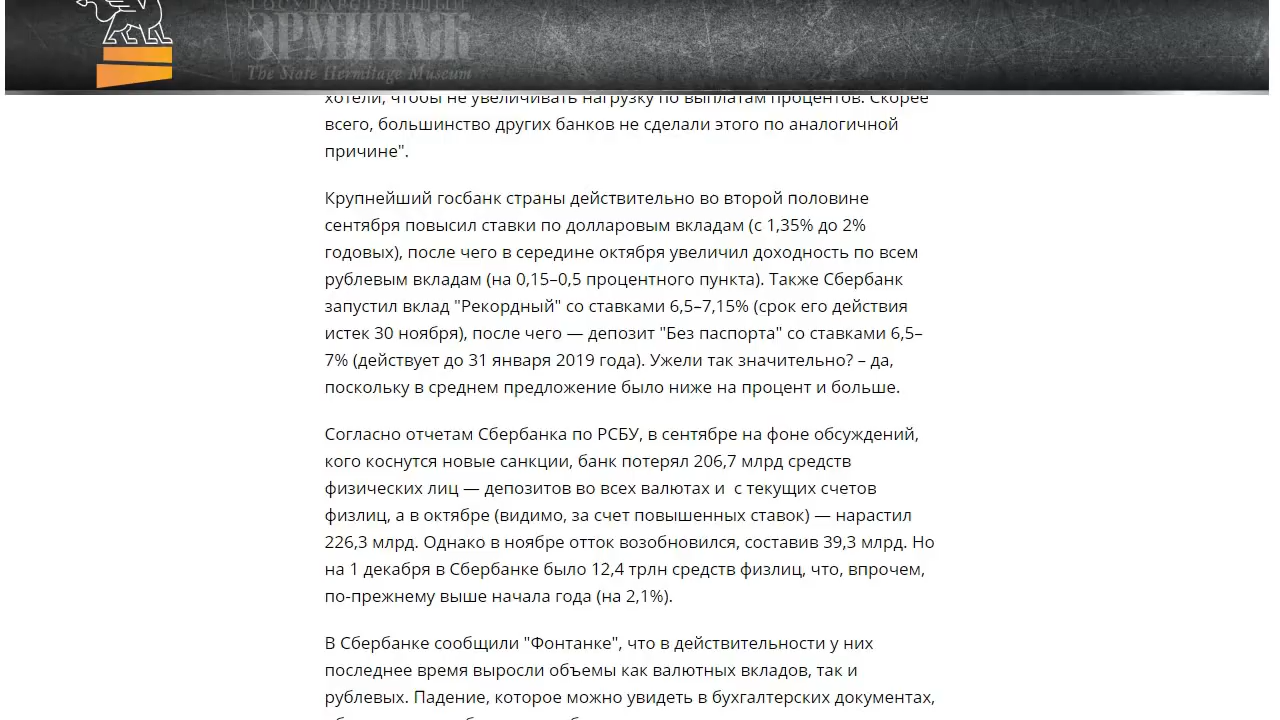 ГОСУДАРСТВЕННЫЙ
ЭРМИТАЖ
The State Hermitage Museum
хотели, чтобы не увеличивать нагрузку по выплатам процентов. Скорее
всего, большинство других банков не сделали этого по аналогичной
причине".
Крупнейший госбанк страны действительно во второй половине
сентября повысил ставки по долларовым вкладам (с 1,35% до 2%
годовых), после чего в середине октября увеличил доходность по всем
рублевым вкладам (на 0,15–0,5 процентного пункта). Также Сбербанк
запустил вклад "Рекордный" со ставками 6,5–7,15% (срок его действия
истек 30 ноября), после чего — депозит "Без паспорта" со ставками 6,5–
7% (действует до 31 января 2019 года). Ужели так значительно? – да,
поскольку в среднем предложение было ниже на процент и больше.
Согласно отчетам Сбербанка по РСБУ, в сентябре на фоне обсуждений,
кого коснутся новые санкции, банк потерял 206,7 млрд средств
физических лиц — депозитов во всех валютах и  с текущих счетов
физлиц, а в октябре (видимо, за счет повышенных ставок) — нарастил
226,3 млрд. Однако в ноябре отток возобновился, составив 39,3 млрд. Но
на 1 декабря в Сбербанке было 12,4 трлн средств физлиц, что, впрочем,
по-прежнему выше начала года (на 2,1%).
В Сбербанке сообщили "Фонтанке", что в действительности у них
последнее время выросли объемы как валютных вкладов, так и
рублевых. Падение, которое можно увидеть в бухгалтерских документах,